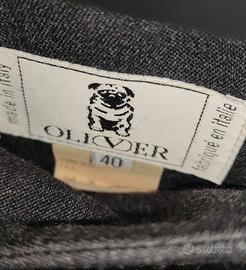 made in Italy
OLIVER
fabriqué en Italie
40
subito